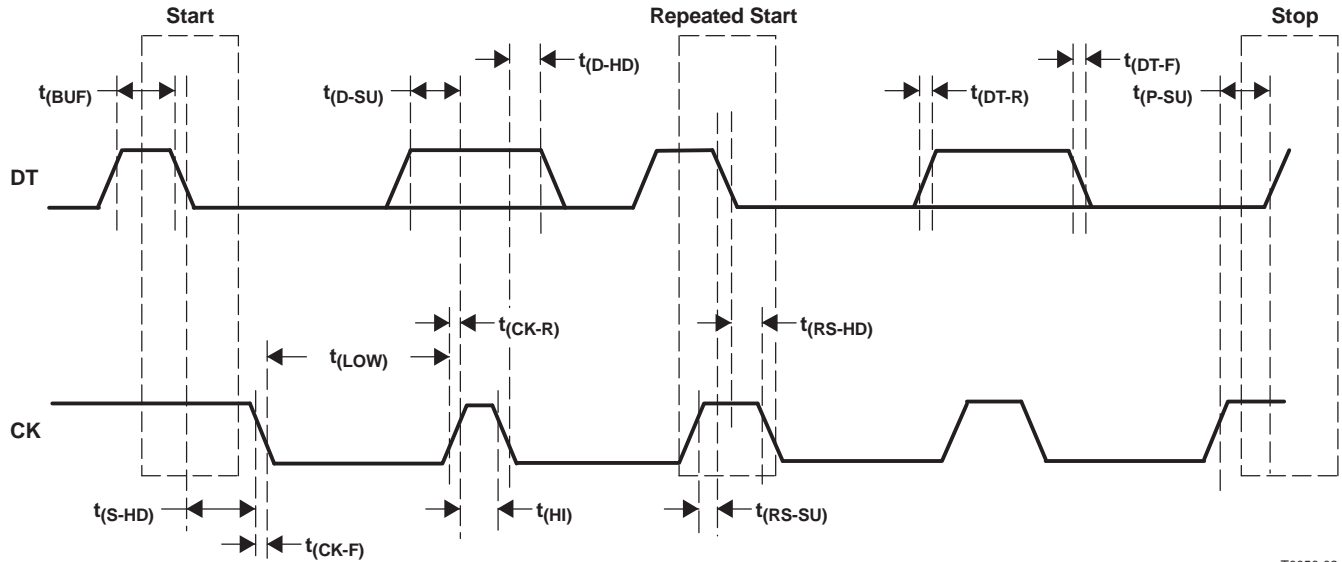 Start
Repeated Start
Stop
t(BUF)
t(D-SU)
t(D-HD)
t(DT-R)
t(DT-F)
t(P-SU)
DT
t(CK-R)
t(RS-HD)
t(LOW)
CK
t(S-HD)
t(HI)
t(RS-SU)
t(CK-F)